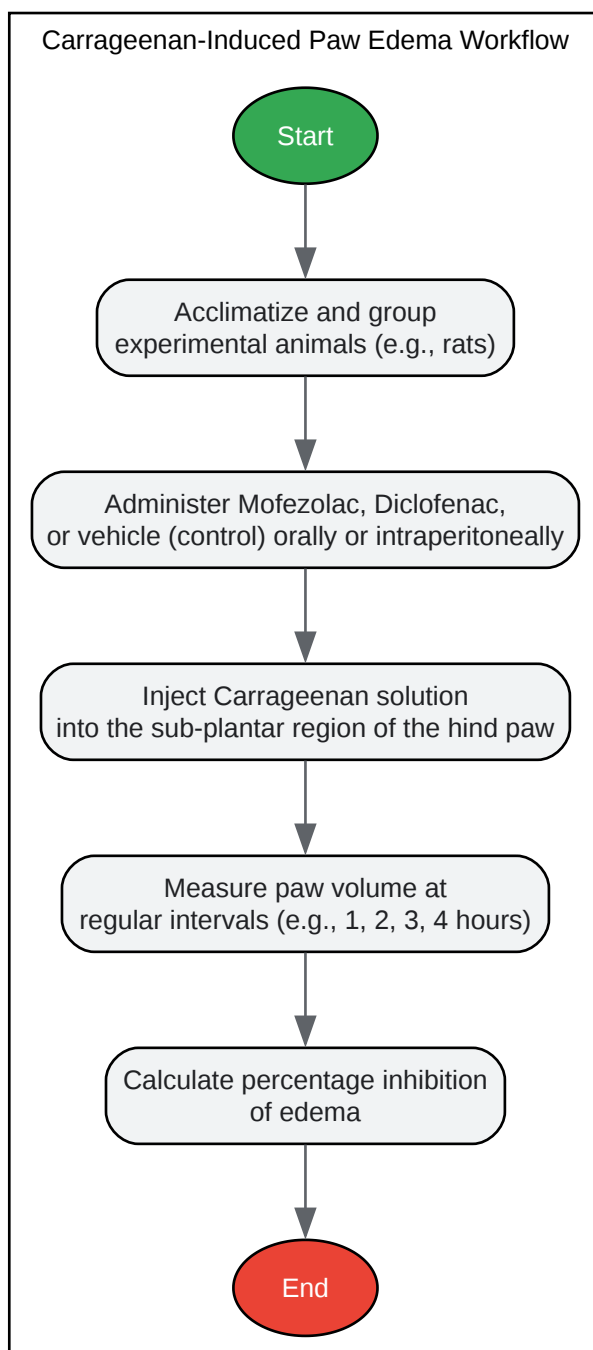 Carrageenan-Induced Paw Edema Workflow
Start
Acclimatize and group
experimental animals (e.g., rats)
Administer Mofezolac, Diclofenac,
or vehicle (control) orally or intraperitoneally
Inject Carrageenan solution
into the sub-plantar region of the hind paw
Measure paw volume at
regular intervals (e.g., 1, 2, 3, 4 hours)
Calculate percentage inhibition
of edema
End